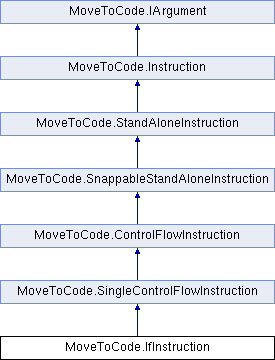 MoveToCode.IArgument
MoveToCode.Instruction
MoveToCode.StandAloneInstruction
MoveToCode.SnappableStandAloneInstruction
MoveToCode.ControlFlowInstruction
MoveToCode.SingleControlFlowInstruction
MoveToCode.IfInstruction